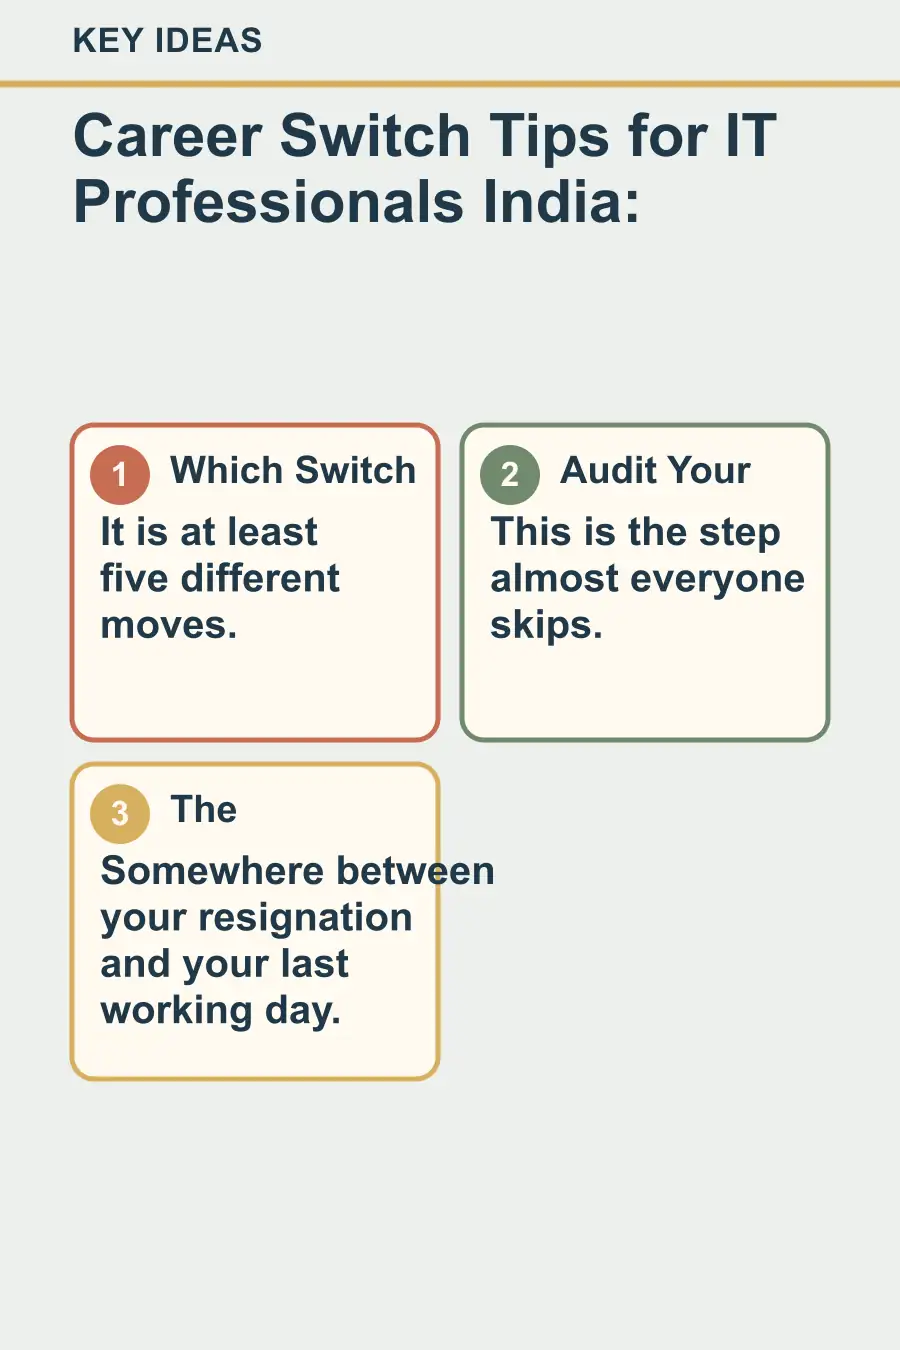 KEY IDEAS
Career Switch Tips for IT
Professionals India:
1 Which Switch
It is at least
five different
moves.
2 Audit Your
This is the step
almost everyone
skips.
3 The
Somewhere between
your resignation
and your last
working day.